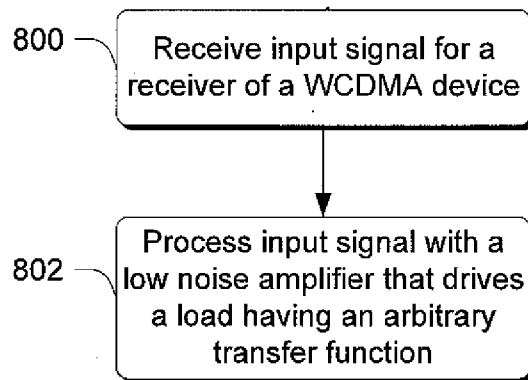 800
Receive input signal for a
receiver of a WCDMA device
802
Process input signal with a
low noise amplifier that drives
a load having an arbitrary
transfer function